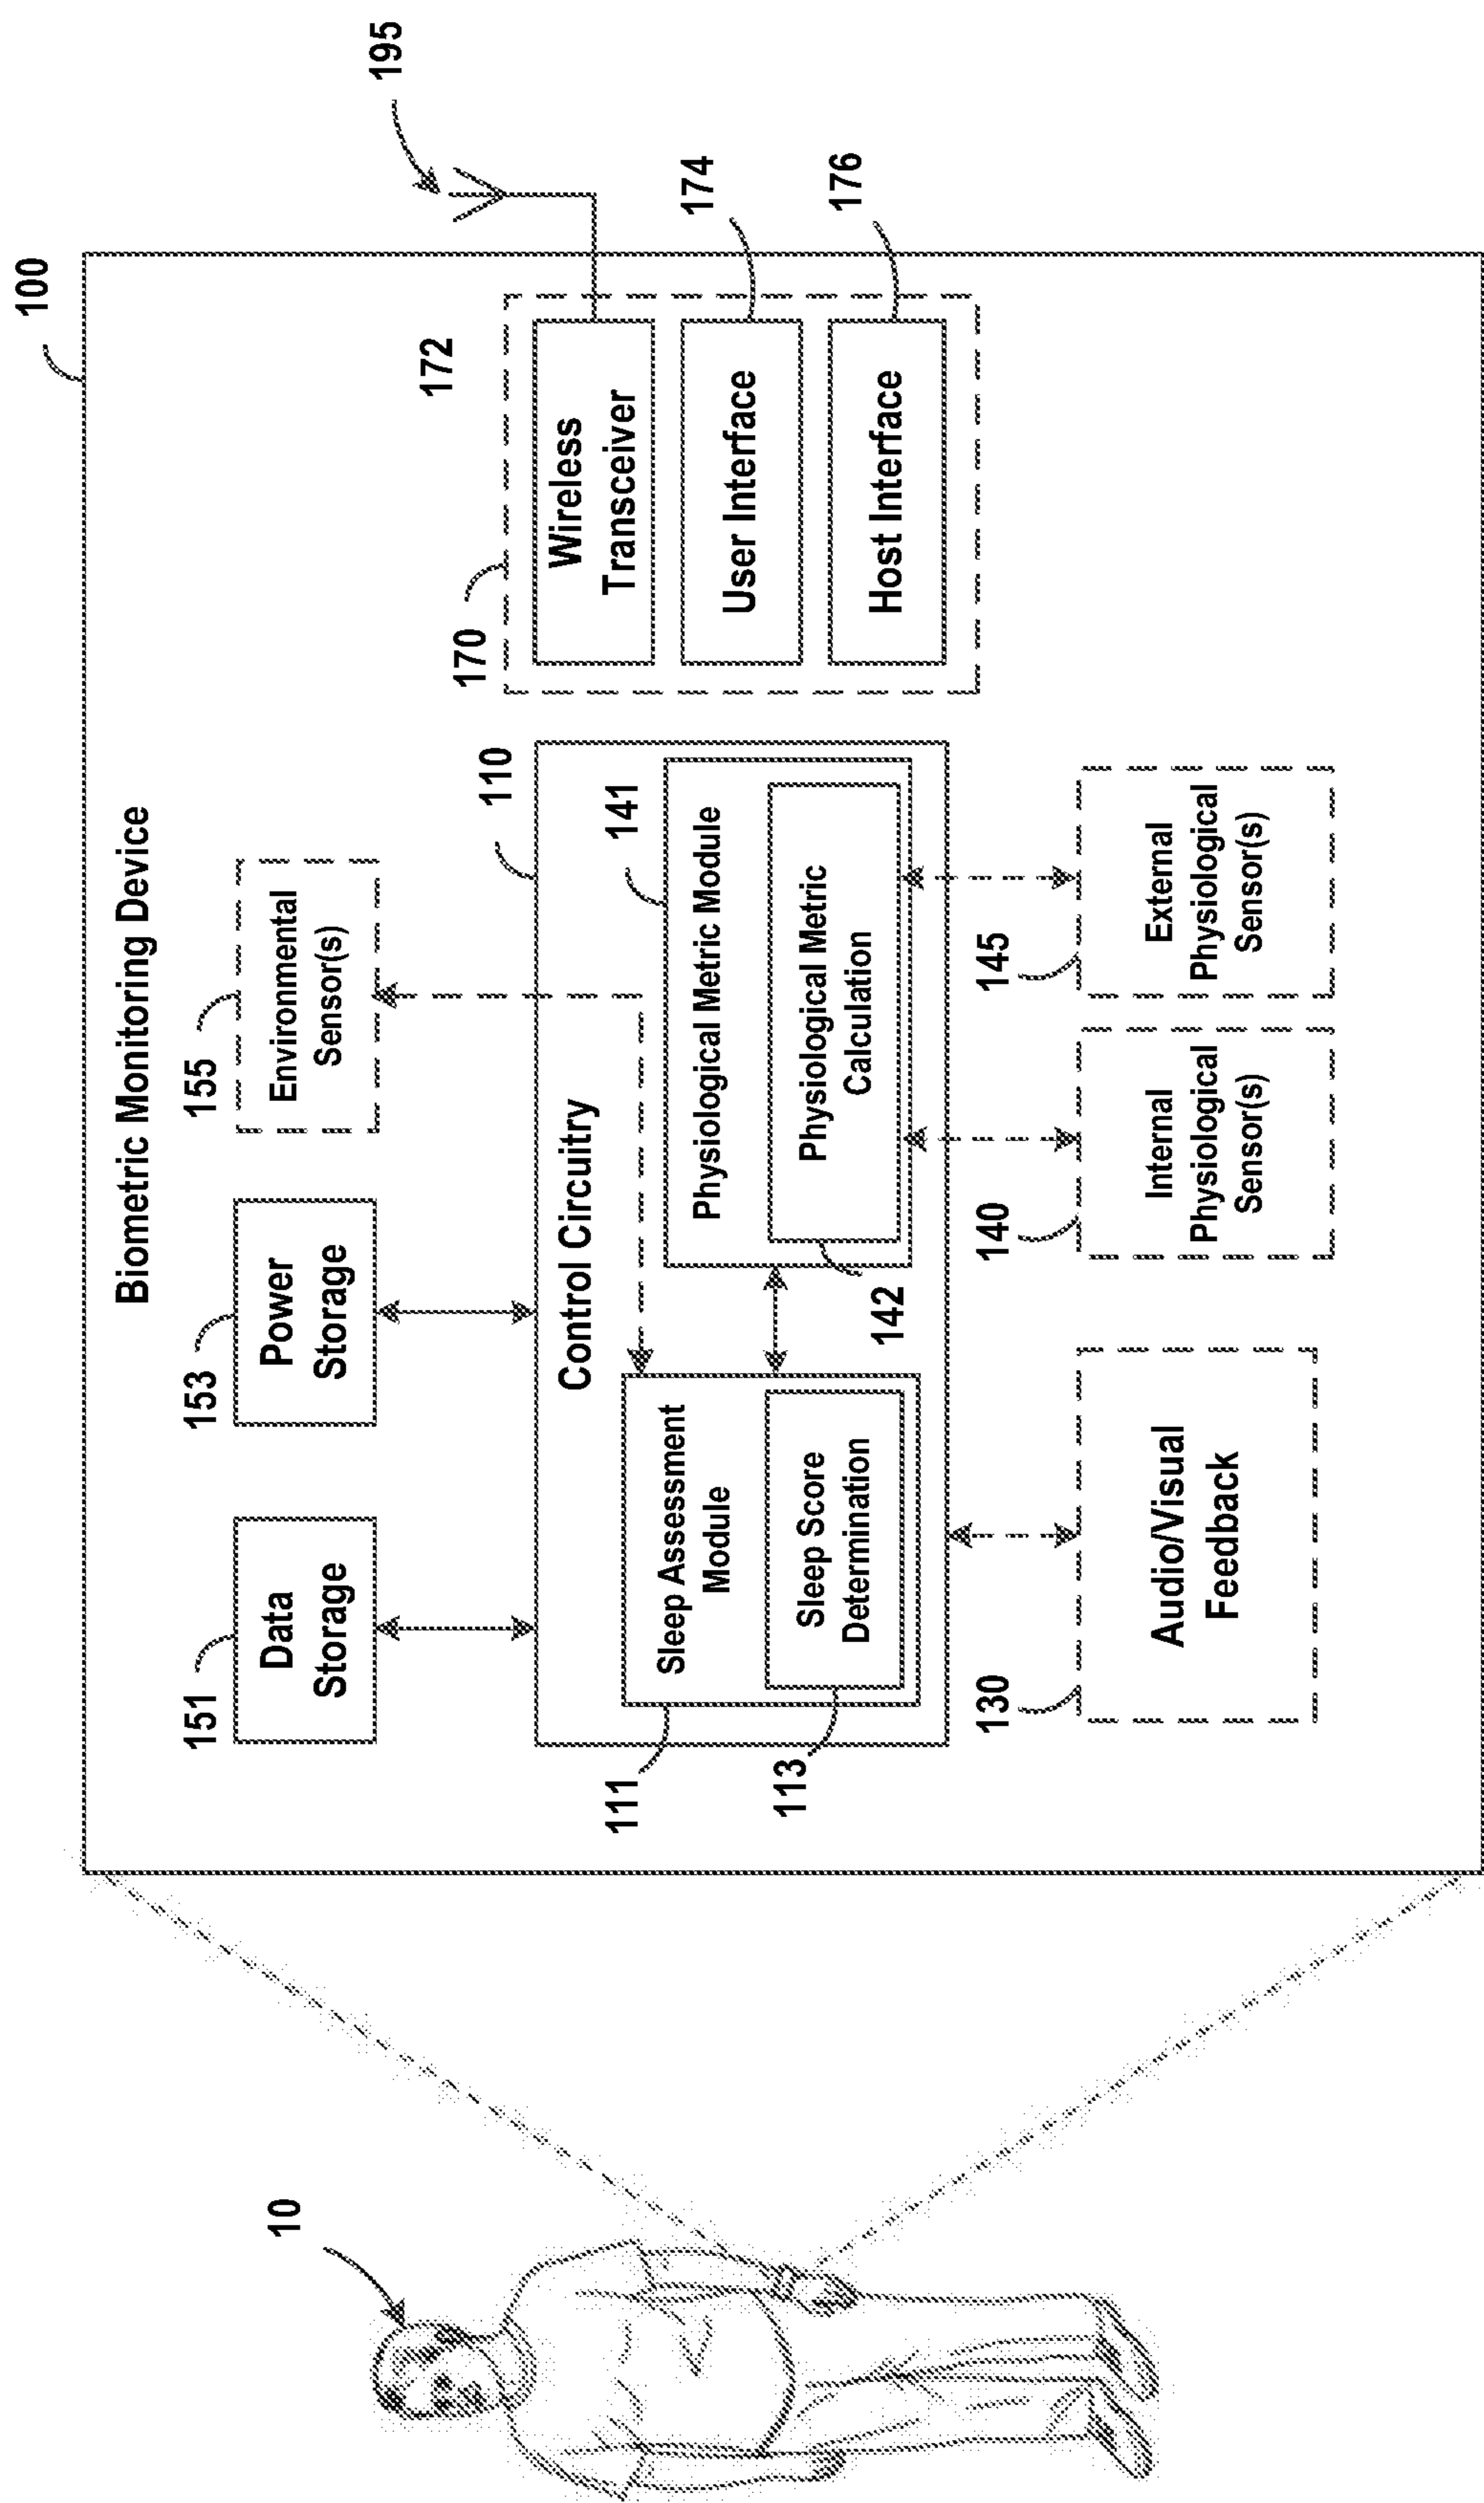 100
Biometric Monitoring Device
10
151
Data
Storage
153
Power
Storage
155
Environmental
Sensor(s)
110
Control Circuitry
111
Sleep Assessment
Module
113
Sleep Score
Determination
141
Physiological Metric Module
142
Physiological Metric
Calculation
130
Audio/Visual
Feedback
140
Internal
Physiological
Sensor(s)
145
External
Physiological
Sensor(s)
170
172
Wireless
Transceiver
User Interface
174
Host Interface
176
195